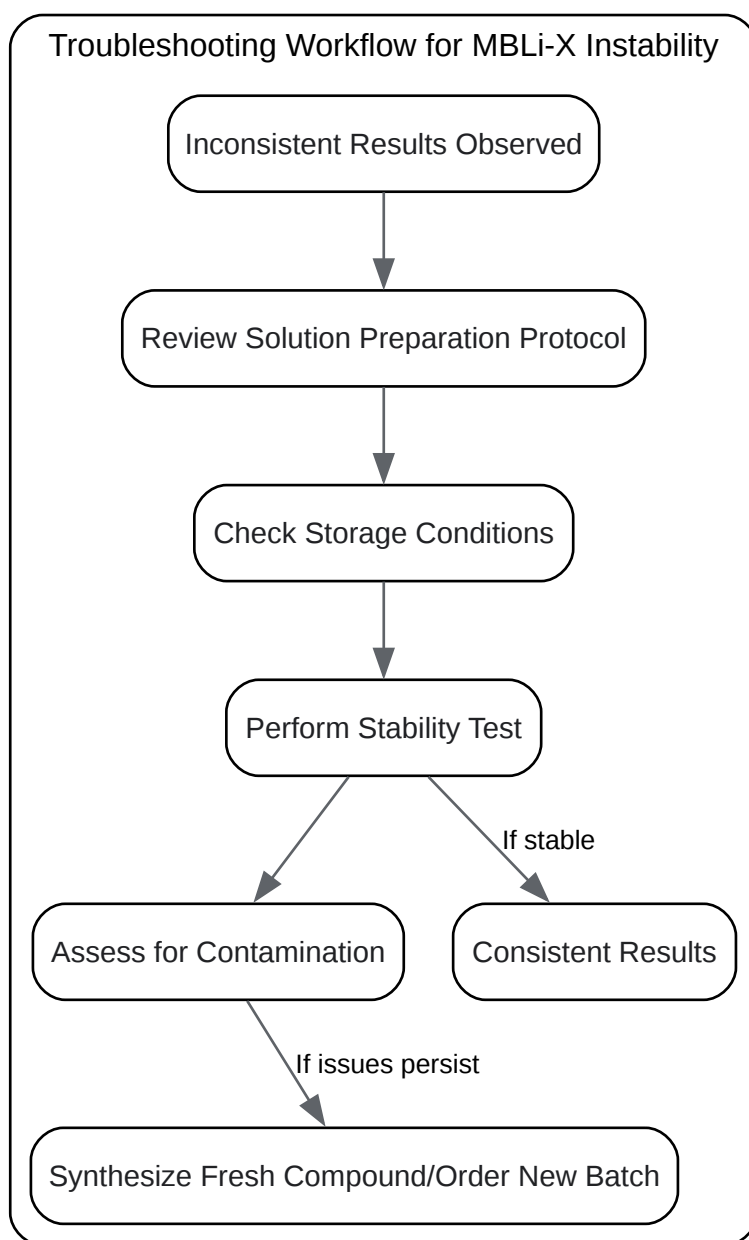 Troubleshooting Workflow for MBLi-X Instability
Inconsistent Results Observed
Review Solution Preparation Protocol
Check Storage Conditions
Perform Stability Test
If stable
Assess for Contamination
Consistent Results
If issues persist
Synthesize Fresh Compound/Order New Batch